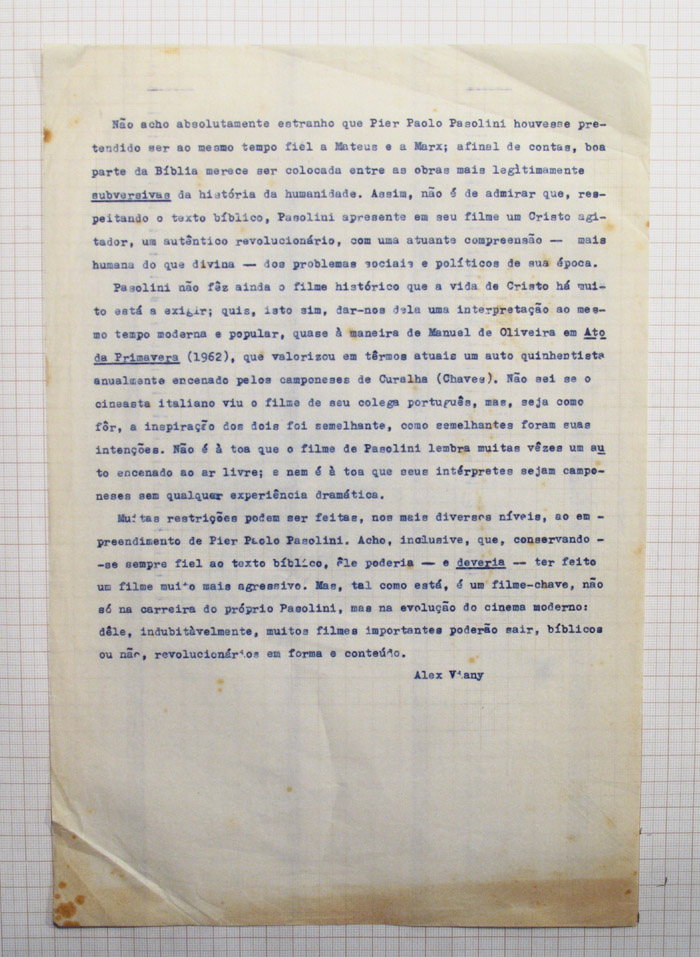 Não acho absolutamente estranho que Pier Paolo Pasolini houvesse pre-
tendido ser ao mesmo tempo fiel a Mateus e a Marx; afinal de contas, boa
parte da Bíblia merece ser colocada entre as obras mais legìtimamente
subversivas da história da humanidade. Assim, não é de admirar que, res-
peitando o texto bíblico, Pasolini apresente em seu filme um Cristo agi-
tador, um autêntico revolucionário, com uma atuante compreensão — mais
humana do que divina — dos problemas sociais e políticos de sua época.
Pasolini não fêz ainda o filme histórico que a vida de Cristo há mui-
to está a exigir; quis, isto sim, dar-nos dela uma interpretação ao mes-
mo tempo moderna e popular, quase à maneira de Manuel de Oliveira em Ato
da Primavera (1962), que valorizou em têrmos atuais um auto quinhentista
anualmente encenado pelos camponeses de Curalha (Chaves). Não sei se o
cineasta italiano viu o filme de seu colega português, mas, seja como
fôr, a inspiração dos dois foi semelhante, como semelhantes foram suas
intenções. Não é à toa que o filme de Pasolini lembra muitas vêzes um au
to encenado ao ar livre; e nem é à toa que seus intérpretes sejam campo-
neses sem qualquer experiência dramática.
Muitas restrições podem ser feitas, nos mais diversos níveis, ao em -
preendimento de Pier Paolo Pasolini. Acho, inclusive, que, conservando -
-se sempre fiel ao texto bíblico, êle poderia — e deveria — ter feito
um filme muito mais agressivo. Mas, tal como está, é um filme-chave, não
só na carreira do próprio Pasolini, mas na evolução do cinema moderno:
dêle, indubitàvelmente, muitos filmes importantes poderão sair, bíblicos
ou não, revolucionários em forma e conteúdo.
Alex Viany